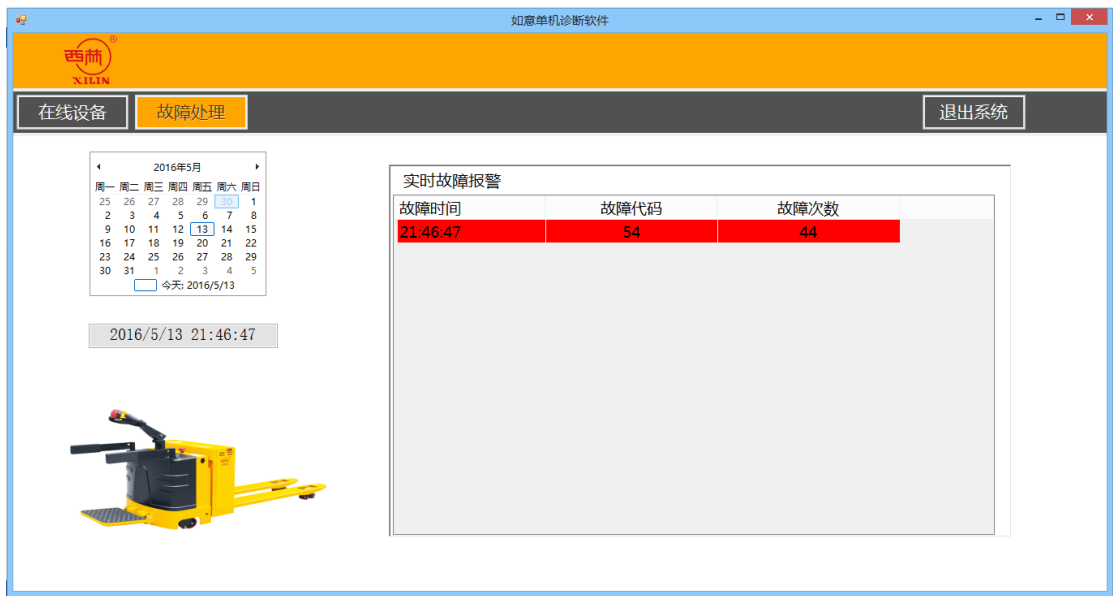 如意单机诊断软件
西林®
XILIN
在线设备 故障处理 退出系统
2016年5月
周一 周二 周三 周四 周五 周六 周日
25 26 27 28 29 30 1
2 3 4 5 6 7 8
9 10 11 12 13 14 15
16 17 18 19 20 21 22
23 24 25 26 27 28 29
30 31 1 2 3 4 5
今天: 2016/5/13
2016/5/13 21:46:47
实时故障报警
故障时间 故障代码 故障次数
21:46:47 54 44